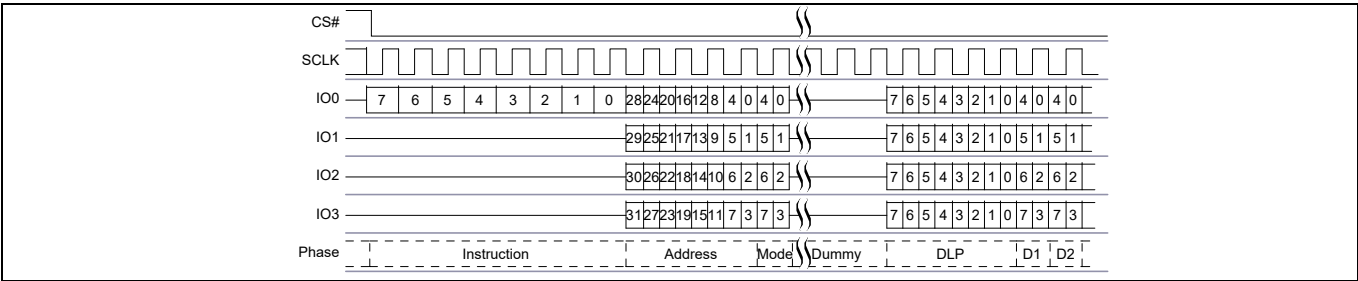 CS#
SCLK
IO0 7 6 5 4 3 2 1 0 28 24 20 16 12 8 4 0 4 0 7 6 5 4 3 2 1 0 4 0 4 0
IO1 29 25 21 17 13 9 5 1 5 1 7 6 5 4 3 2 1 0 5 1 5 1
IO2 30 26 22 18 14 10 6 2 6 2 7 6 5 4 3 2 1 0 6 2 6 2
IO3 31 27 23 19 15 11 7 3 7 3 7 6 5 4 3 2 1 0 7 3 7 3
Phase Instruction Address Mode Dummy DLP D1 D2